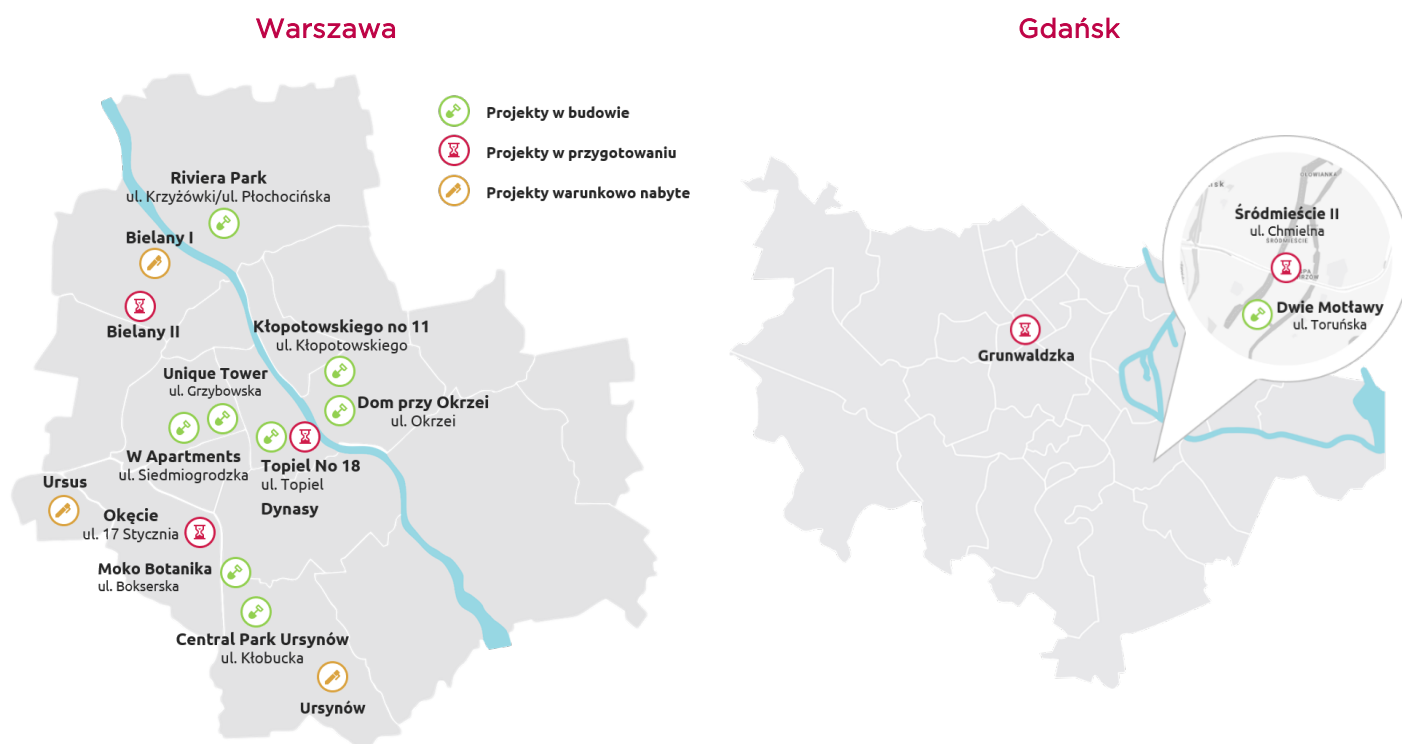 Warszawa
Gdańsk
Projekty w budowie
Projekty w przygotowaniu
Projekty warunkowo nabyte
Riviera Park
ul. Krzyżówki/ul. Płochocińska
Bielany I
Bielany II
Kłopotowskiego no 11
ul. Kłopotowskiego
Unique Tower
ul. Grzybowska
Dom przy Okrzei
ul. Okrzei
W Apartments
ul. Siedmiogrodzka
Topiel No 18
ul. Topiel
Dynasy
Ursus
Okęcie
ul. 17 Stycznia
Moko Botanika
ul. Bokserska
Central Park Ursynów
ul. Kłobucka
Ursynów
Śródmieście II
ul. Chmielna
ŚRÓDMIEŚCIE
Dwie Motławy
ul. Toruńska
Grunwaldzka